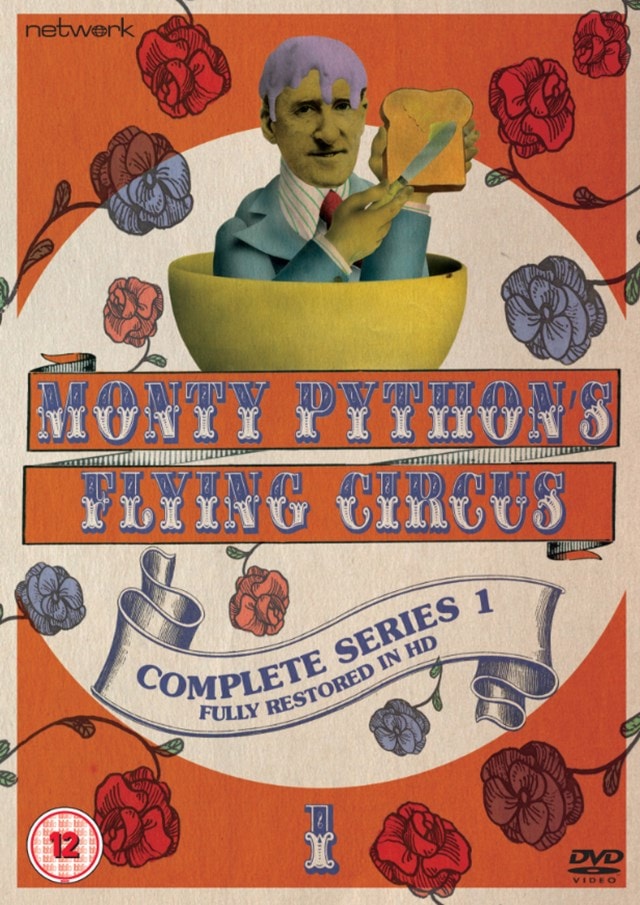 network
MONTY PYTHON'S
FLYING CIRCUS
COMPLETE SERIES 1
FULLY RESTORED IN HD
1
12
DVD
VIDEO